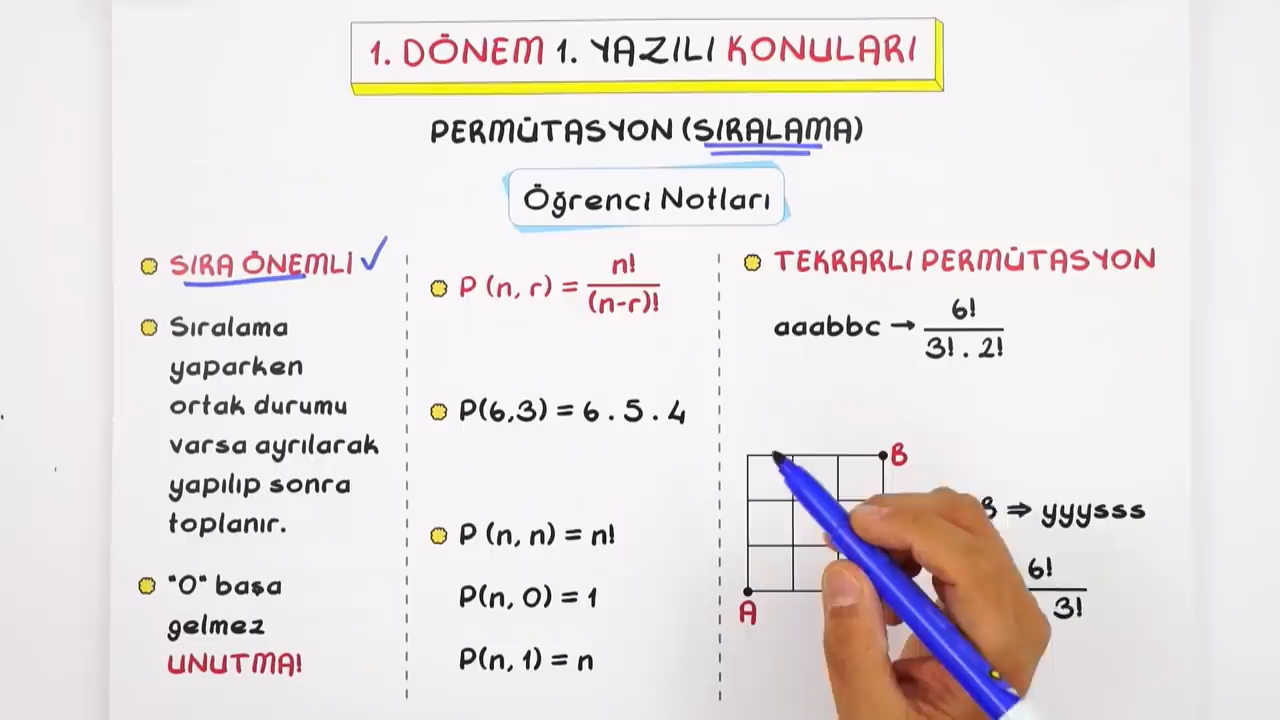 1. DÖNEM 1. YAZILI KONULARI
PERMÜTASYON (SIRALAMA)
Öğrenci Notları
SIRA ÖNEMLİ
Sıralama
yaparken
ortak durumu
varsa ayrılarak
yapılıp sonra
toplanır.
"0" başa
gelmez
UNUTMA!
P (n, r) = n! / (n-r)!
P(6,3) = 6 . 5 . 4
P (n, n) = n!
P(n, 0) = 1
P(n, 1) = n
TEKRARLI PERMÜTASYON
aaabbc → 6! / 3! . 2!
B
⇒ yyysss
6!
3!
A